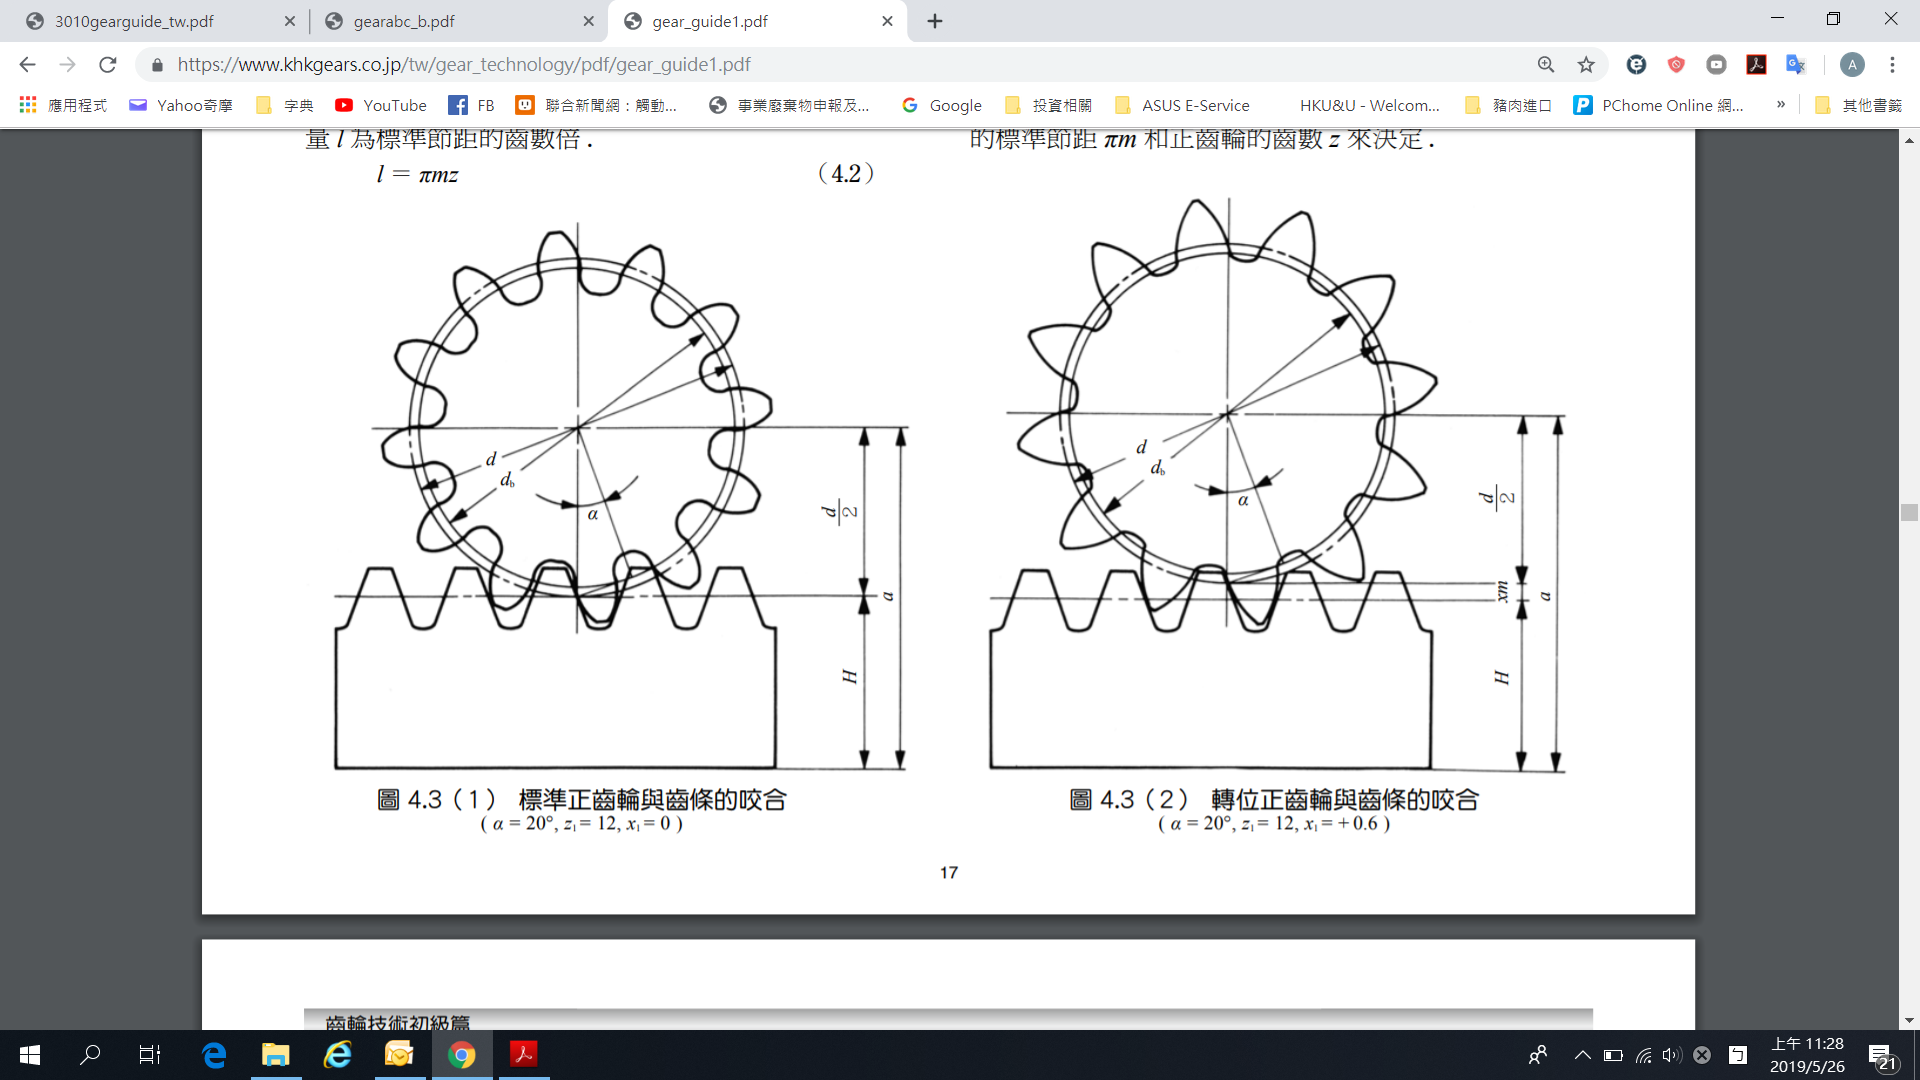 3010gearguide_tw.pdf
gearabc_b.pdf
gear_guide1.pdf
https://www.khkgears.co.jp/tw/gear_technology/pdf/gear_guide1.pdf
A
應用程式
Yahoo奇摩
字典
YouTube
FB
聯合新聞網：觸動...
事業廢棄物申報及...
Google
投資相關
ASUS E-Service
HKU&U - Welcom...
豬肉進口
PChome Online 網...
»
其他書籤
量 l 為標準節距的齒數倍 .
l = πmz （4.2）
的標準節距 πm 和正齒輪的齒數 z 來決定 .
d
db
α
d/2
a
H
d
db
α
d/2
xm
a
H
圖 4.3（1） 標準正齒輪與齒條的咬合
( α = 20°, z1 = 12, x1 = 0 )
圖 4.3（2） 轉位正齒輪與齒條的咬合
( α = 20°, z1 = 12, x1 = + 0.6 )
17
齒輪技術初級篇
上午 11:28
2019/5/26
21